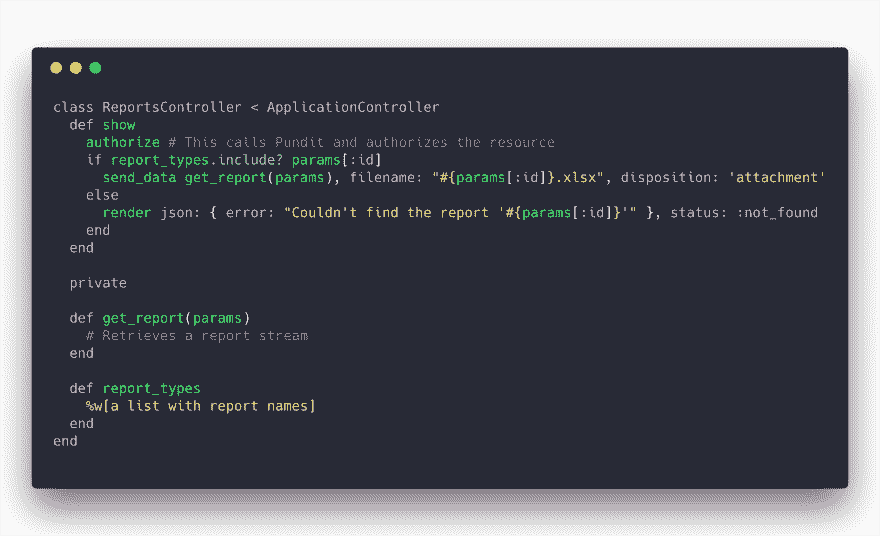 class ReportsController < ApplicationController
  def show
    authorize # This calls Pundit and authorizes the resource
    if report_types.include? params[:id]
      send_data get_report(params), filename: "#{params[:id]}.xlsx", disposition: 'attachment'
    else
      render json: { error: "Couldn't find the report '#{params[:id]}'" }, status: :not_found
    end
  end

  private

  def get_report(params)
    # Retrieves a report stream
  end

  def report_types
    %w[a list with report names]
  end
end